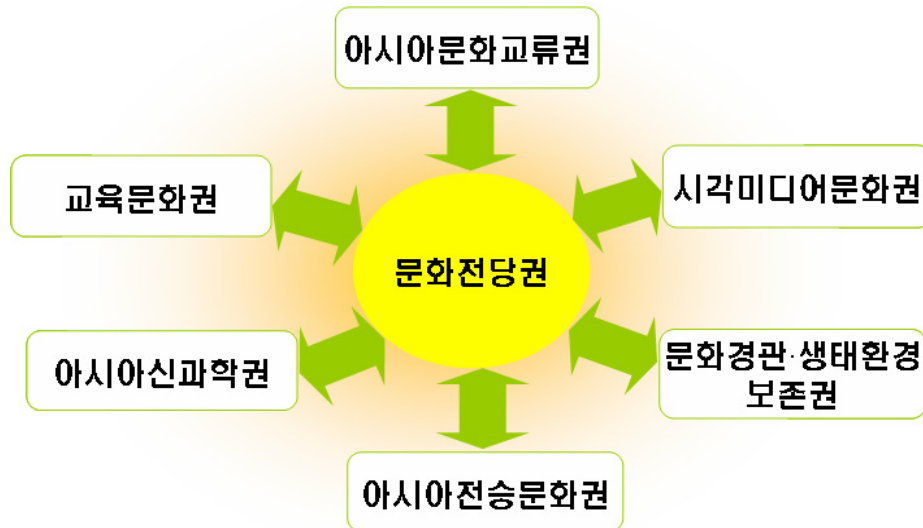 아시아문화교류권
교육문화권
시각미디어문화권
문화전당권
아시아신과학권
문화경관·생태환경
보존권
아시아전승문화권